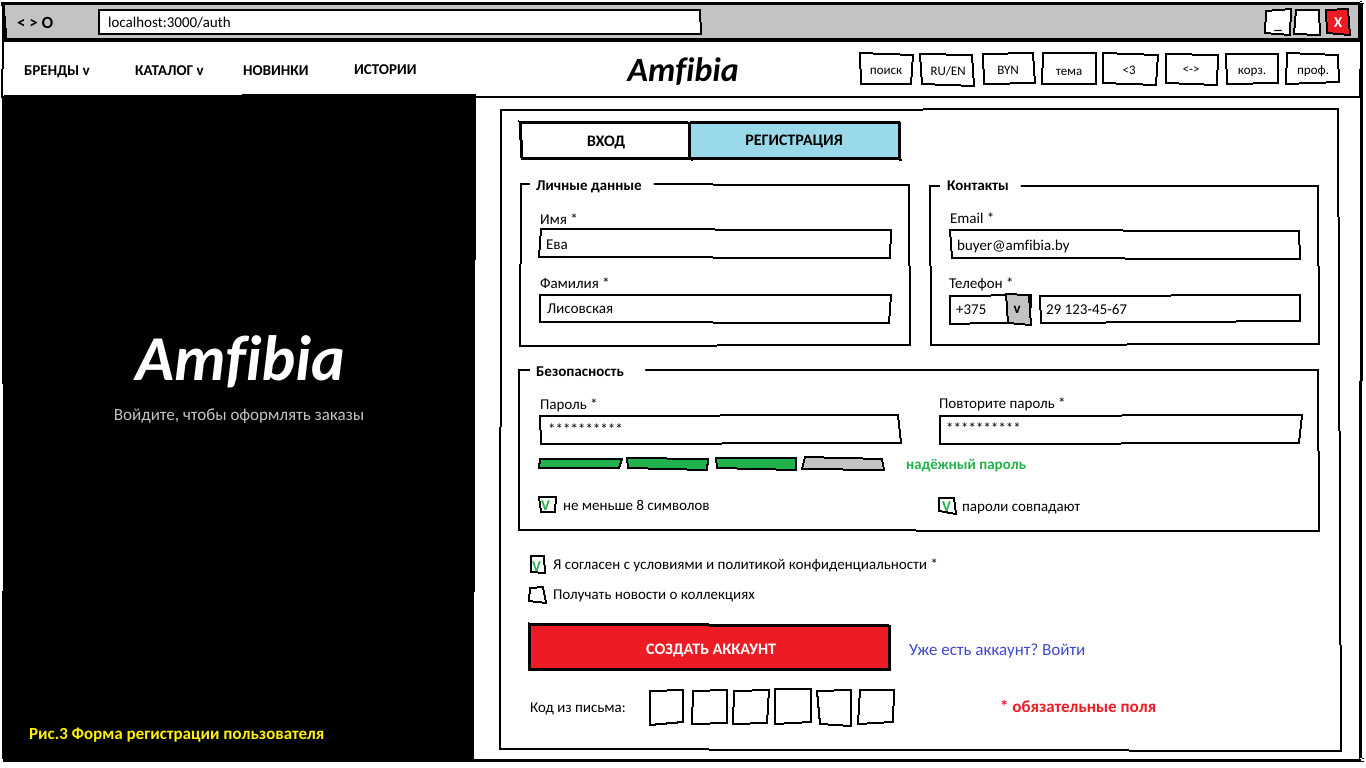 < > O localhost:3000/auth _ X
БРЕНДЫ v КАТАЛОГ v НОВИНКИ ИСТОРИИ Amfibia поиск RU/EN BYN тема <3 <-> корз. проф.
ВХОД РЕГИСТРАЦИЯ
Личные данные
Имя *
Ева
Фамилия *
Лисовская
Контакты
Email *
buyer@amfibia.by
Телефон *
+375 v 29 123-45-67
Amfibia
Войдите, чтобы оформлять заказы
Безопасность
Пароль * Повторите пароль *
********** **********
надёжный пароль
V не меньше 8 символов V пароли совпадают
V Я согласен с условиями и политикой конфиденциальности *
Получать новости о коллекциях
СОЗДАТЬ АККАУНТ Уже есть аккаунт? Войти
Код из письма: * обязательные поля
Рис.3 Форма регистрации пользователя